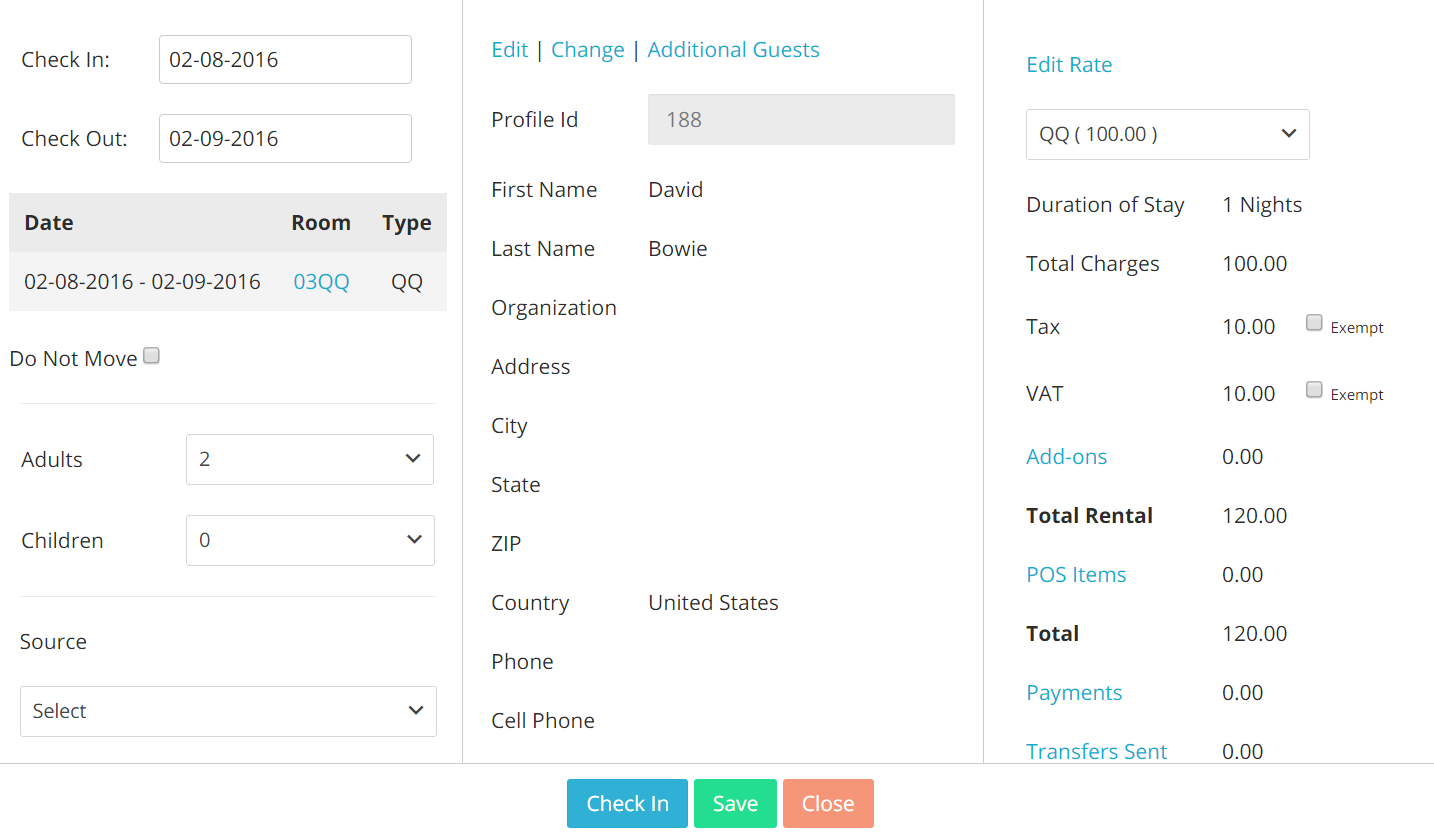 Check In: 02-08-2016
Check Out: 02-09-2016
Date Room Type
02-08-2016 - 02-09-2016 03QQ QQ
Do Not Move
Adults 2
Children 0
Source
Select
Edit | Change | Additional Guests
Profile Id 188
First Name David
Last Name Bowie
Organization
Address
City
State
ZIP
Country United States
Phone
Cell Phone
Edit Rate
QQ ( 100.00 )
Duration of Stay 1 Nights
Total Charges 100.00
Tax 10.00 Exempt
VAT 10.00 Exempt
Add-ons 0.00
Total Rental 120.00
POS Items 0.00
Total 120.00
Payments 0.00
Transfers Sent 0.00
Check In Save Close